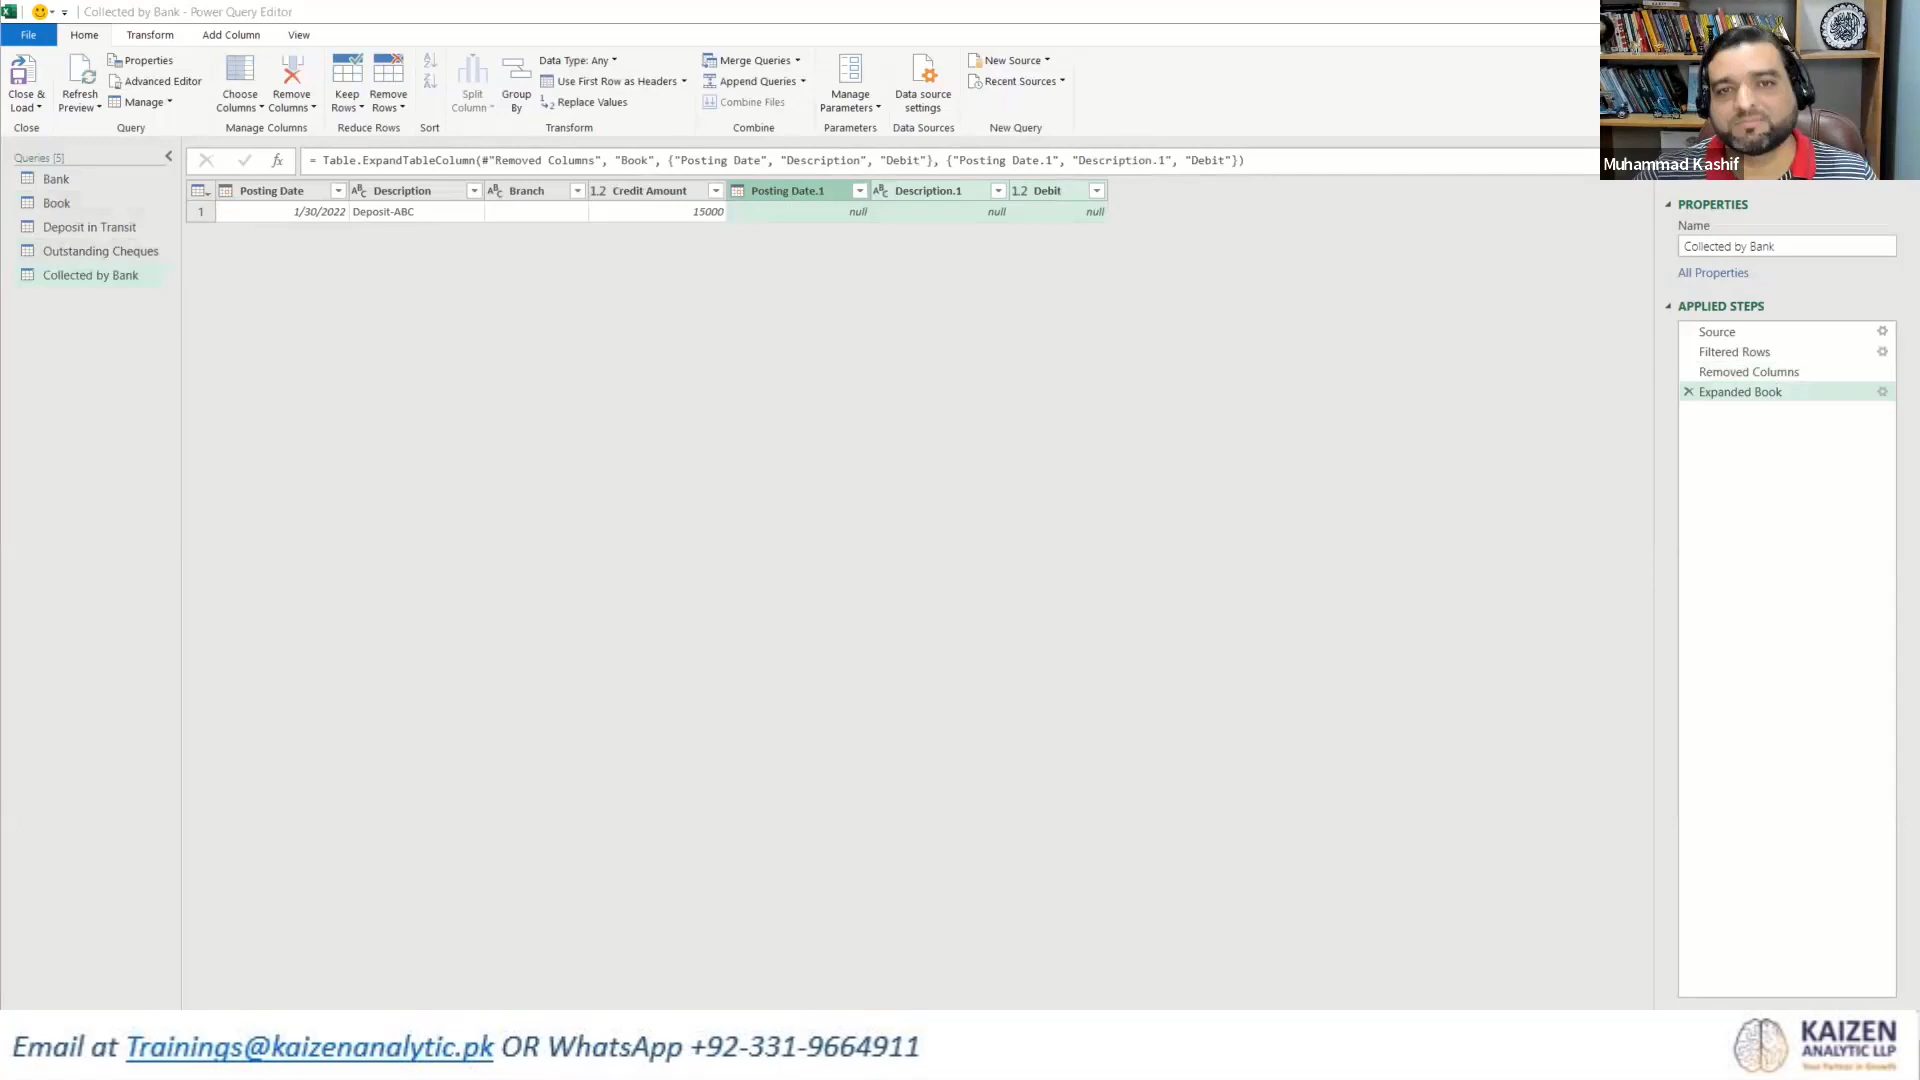 Collected by Bank - Power Query Editor
File Home Transform Add Column View
Close & Load
Close
Refresh Preview
Properties
Advanced Editor
Manage
Query
Choose Columns
Remove Columns
Manage Columns
Keep Rows
Remove Rows
Reduce Rows
Sort
Split Column
Group By
Data Type: Any
Use First Row as Headers
Replace Values
Transform
Merge Queries
Append Queries
Combine Files
Combine
Manage Parameters
Parameters
Data source settings
Data Sources
New Source
Recent Sources
New Query
Muhammad Kashif
Queries [5]
Bank
Book
Deposit in Transit
Outstanding Cheques
Collected by Bank
fx = Table.ExpandTableColumn(#"Removed Columns", "Book", {"Posting Date", "Description", "Debit"}, {"Posting Date.1", "Description.1", "Debit"})
Posting Date ABC Description ABC Branch 1.2 Credit Amount Posting Date.1 ABC Description.1 1.2 Debit
1 1/30/2022 Deposit-ABC 15000 null null null
PROPERTIES
Name
Collected by Bank
All Properties
APPLIED STEPS
Source
Filtered Rows
Removed Columns
Expanded Book
Email at Trainings@kaizenanalytic.pk OR WhatsApp +92-331-9664911
KAIZEN
ANALYTIC LLP
Your Partner in Growth